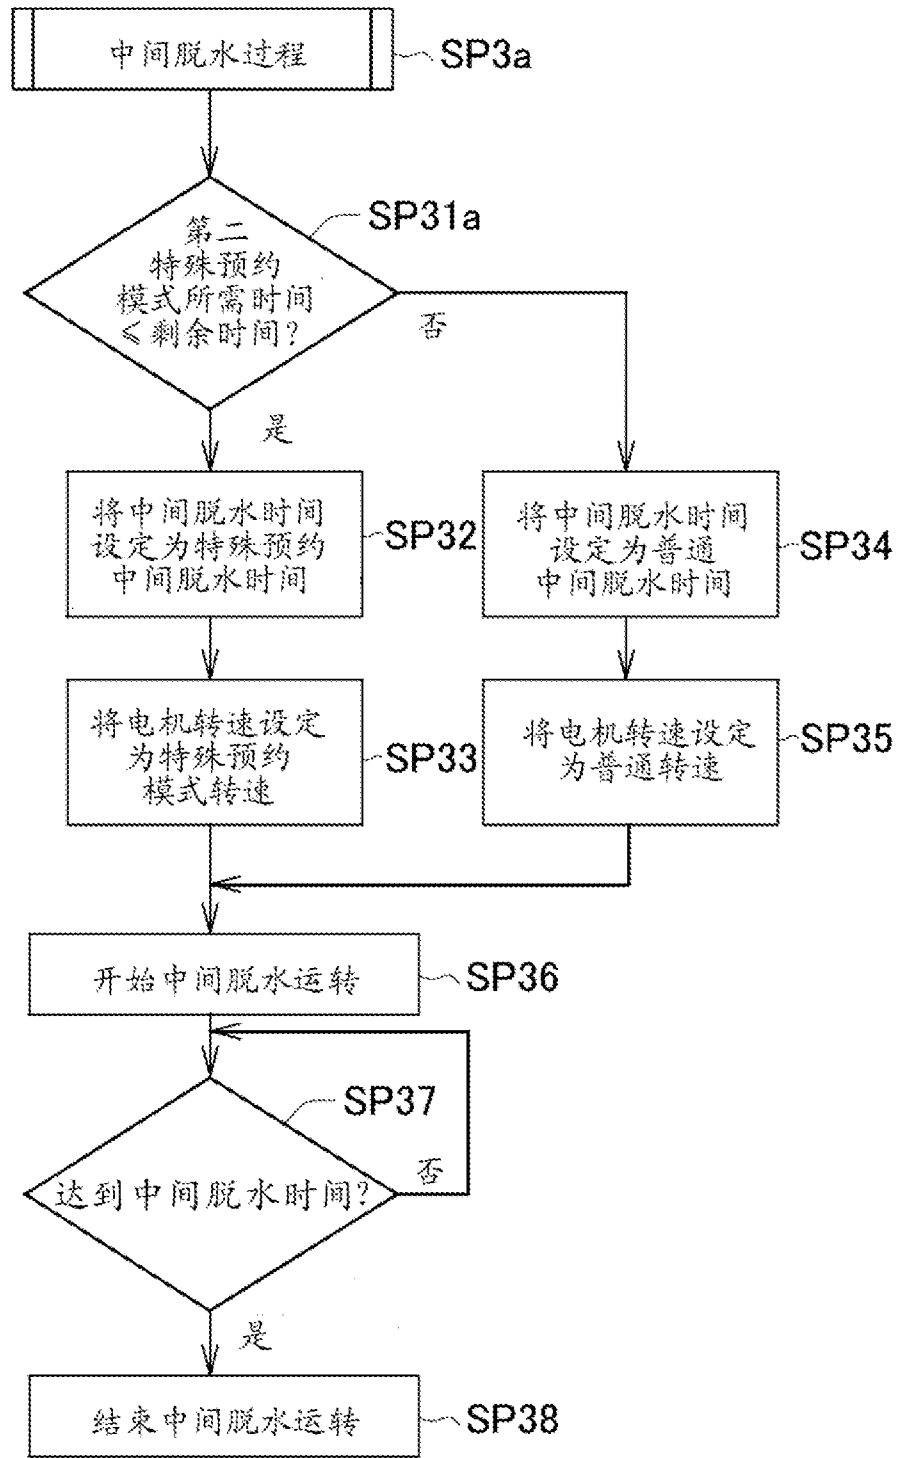 中间脱水过程
SP3a
SP31a
第二
特殊预约
模式所需时间
≤剩余时间?
否
是
将中间脱水时间
设定为特殊预约
中间脱水时间
SP32
将中间脱水时间
设定为普通
中间脱水时间
SP34
将电机转速设定
为特殊预约
模式转速
SP33
将电机转速设定
为普通转速
SP35
开始中间脱水运转
SP36
SP37
达到中间脱水时间?
否
是
结束中间脱水运转
SP38